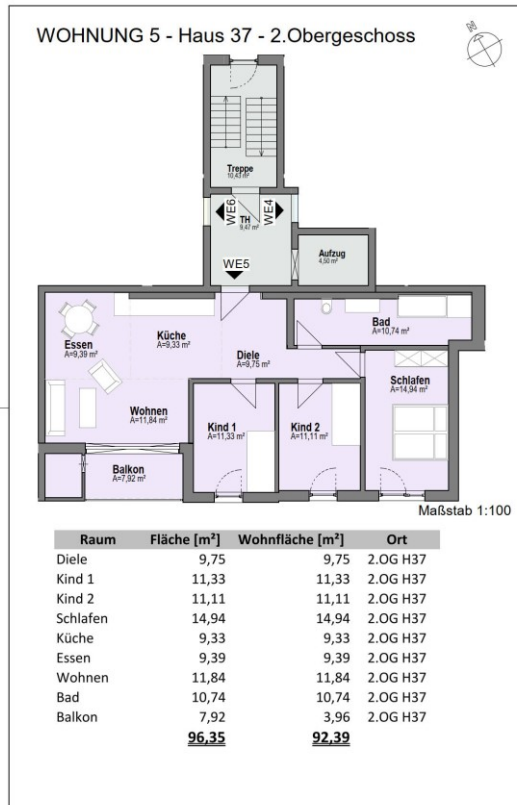 WOHNUNG 5 - Haus 37 - 2.Obergeschoss
N
Treppe
10,43 m²
WE6
WE4
TH
9,47 m²
WE5
Aufzug
4,50 m²
Essen
A=9,39 m²
Küche
A=9,33 m²
Diele
A=9,75 m²
Bad
A=10,74 m²
Schlafen
A=14,94 m²
Wohnen
A=11,84 m²
Kind 1
A=11,33 m²
Kind 2
A=11,11 m²
Balkon
A=7,92 m²
Maßstab 1:100
Raum Fläche [m²] Wohnfläche [m²] Ort
Diele 9,75 9,75 2.OG H37
Kind 1 11,33 11,33 2.OG H37
Kind 2 11,11 11,11 2.OG H37
Schlafen 14,94 14,94 2.OG H37
Küche 9,33 9,33 2.OG H37
Essen 9,39 9,39 2.OG H37
Wohnen 11,84 11,84 2.OG H37
Bad 10,74 10,74 2.OG H37
Balkon 7,92 3,96 2.OG H37
96,35 92,39